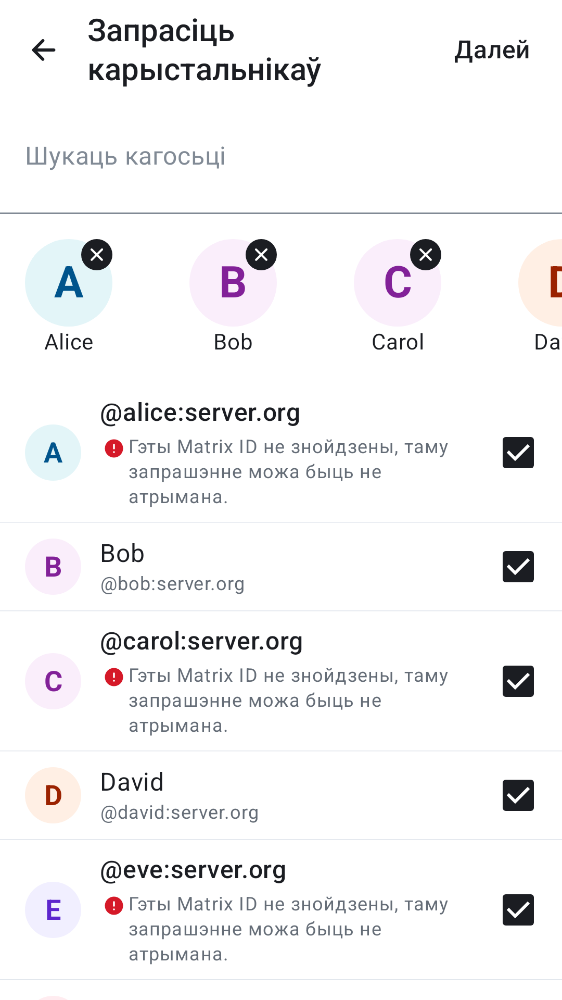 Запрасіць
карыстальнікаў
Далей
Шукаць кагосьці
A
B
C
Alice
Bob
Carol
Da
@alice:server.org
A
Гэты Matrix ID не знойдзены, таму
запрашэнне можа быць не
атрымана.
Bob
B
@bob:server.org
@carol:server.org
C
Гэты Matrix ID не знойдзены, таму
запрашэнне можа быць не
атрымана.
David
D
@david:server.org
@eve:server.org
E
Гэты Matrix ID не знойдзены, таму
запрашэнне можа быць не
атрымана.